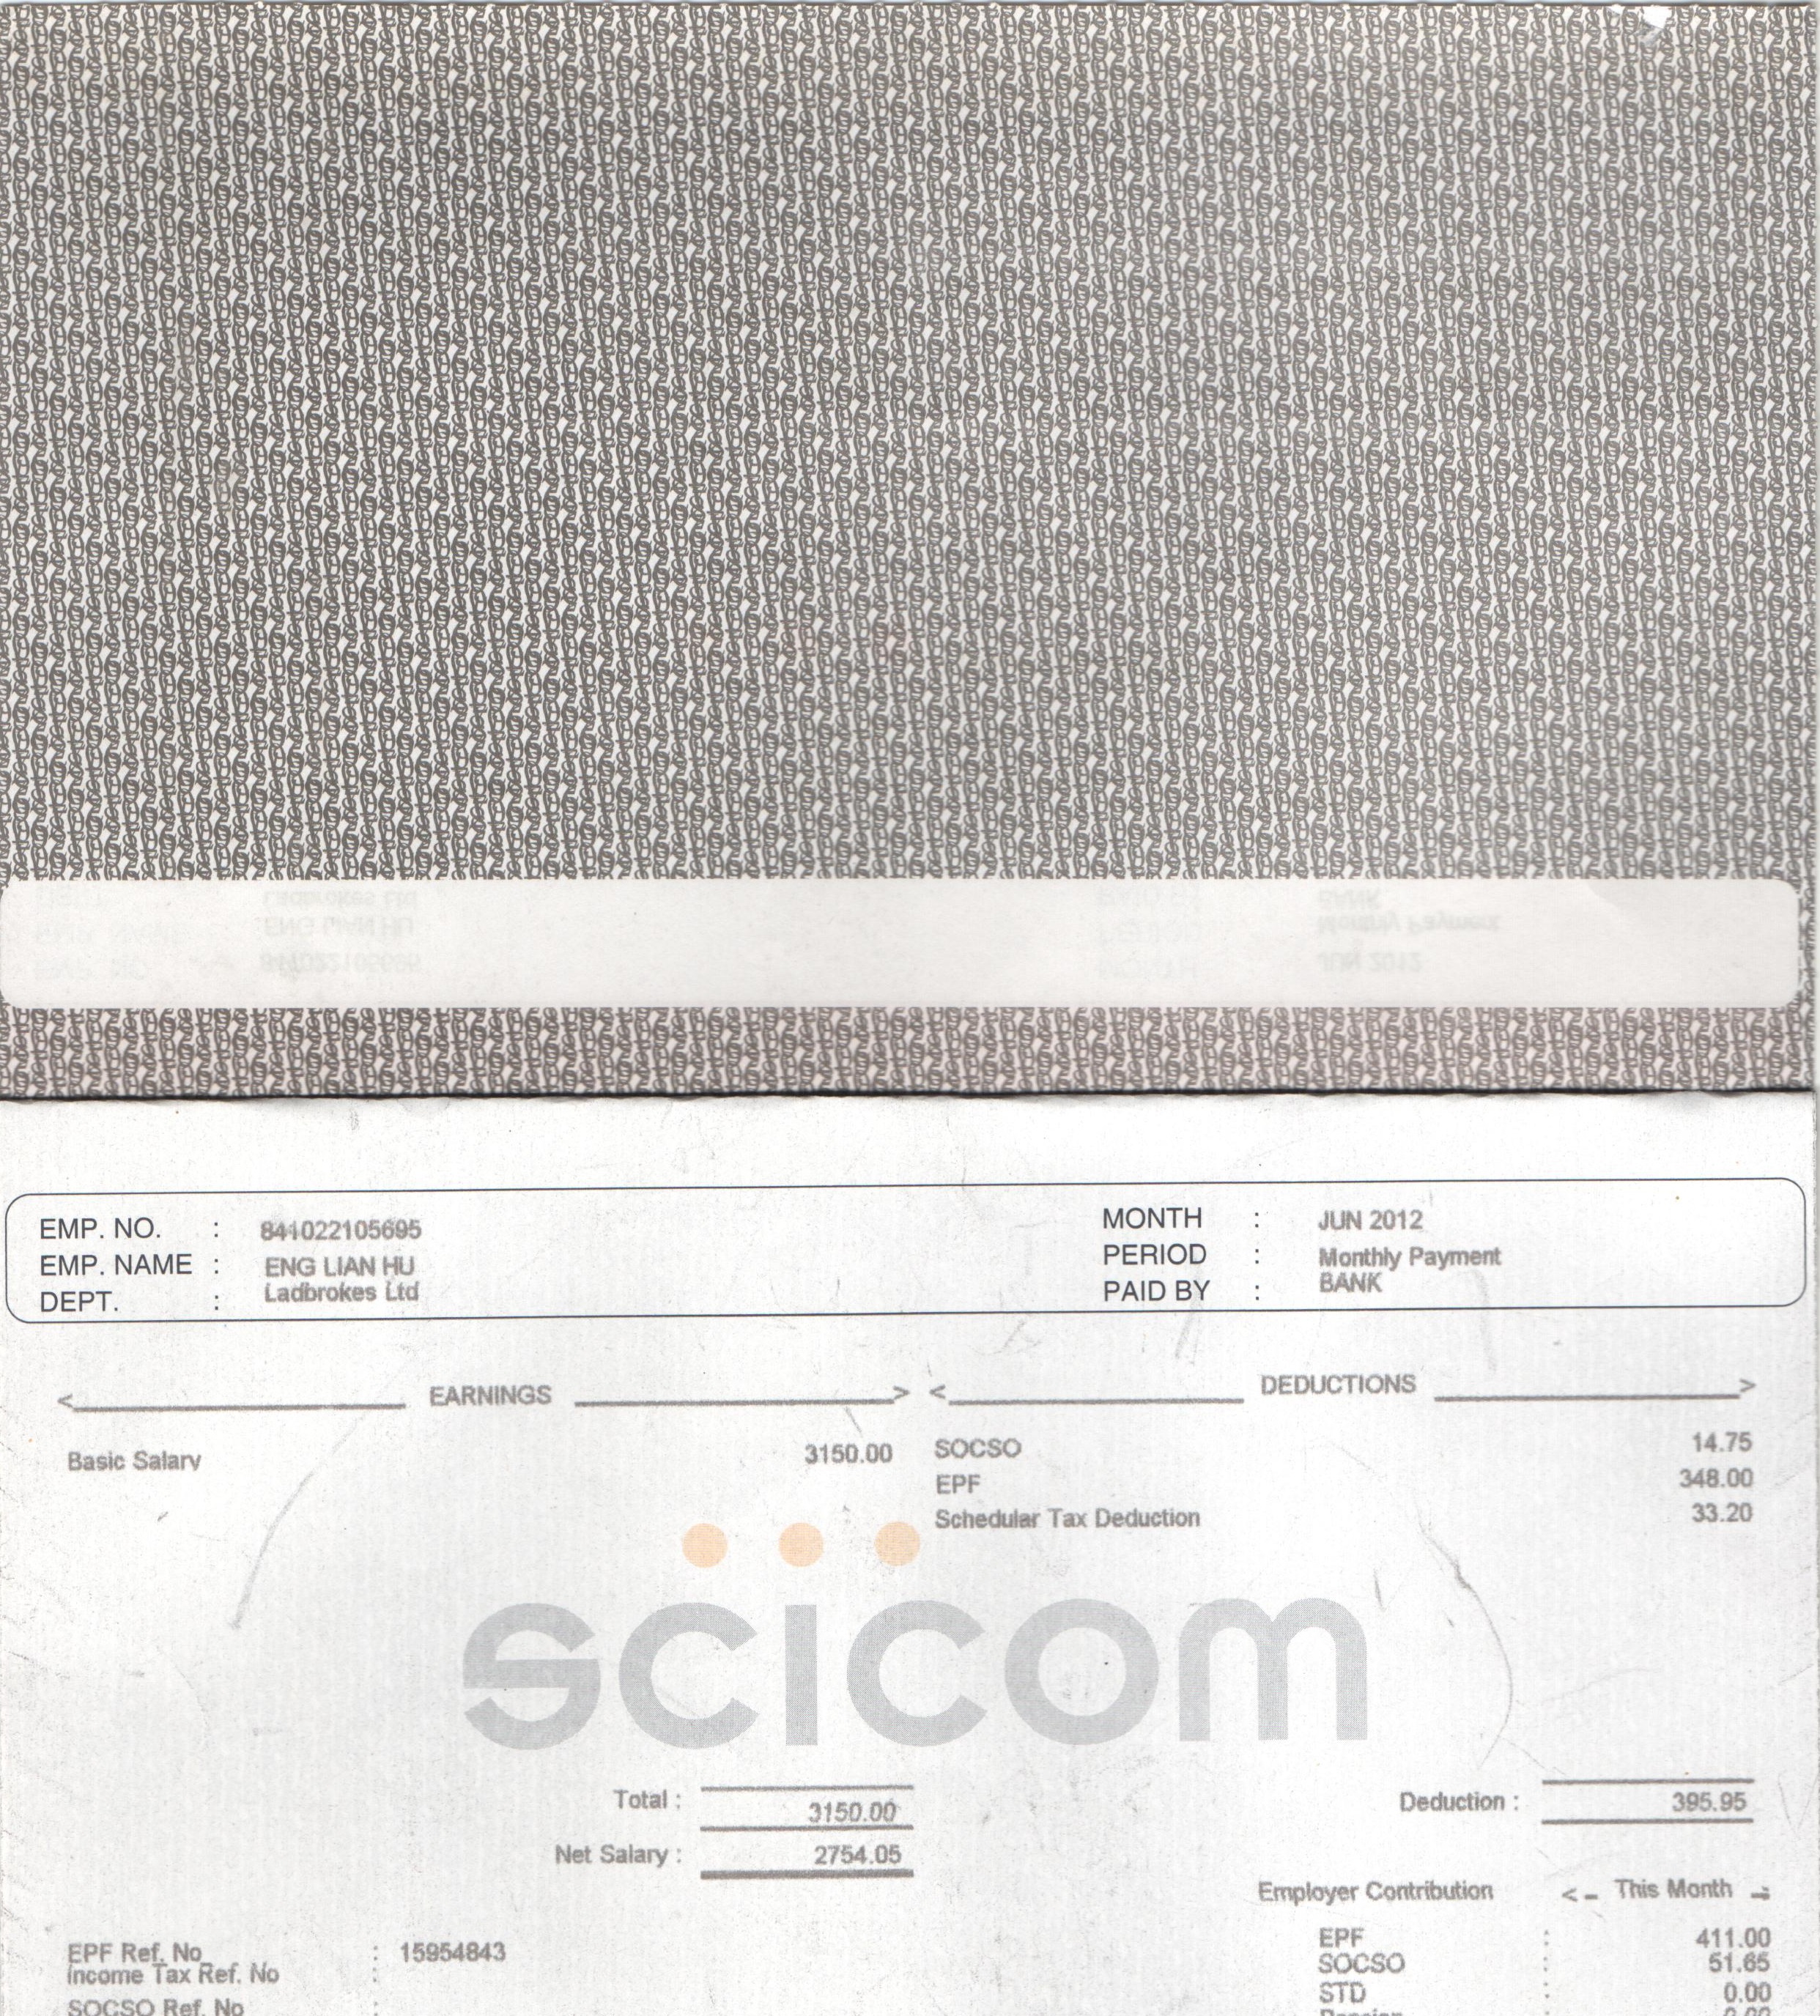 EMP. NO. : 841022105695 MONTH : JUN 2012
EMP. NAME : ENG LIAN HU PERIOD : Monthly Payment
DEPT. : Ladbrokes Ltd PAID BY : BANK
< EARNINGS > < DEDUCTIONS >
Basic Salary 3150.00 SOCSO 14.75
EPF 348.00
Schedular Tax Deduction 33.20
scicom
Total : 3150.00 Deduction : 395.95
Net Salary : 2754.05
Employer Contribution < - This Month -
EPF Ref. No : 15954843 EPF : 411.00
Income Tax Ref. No : SOCSO : 51.65
SOCSO Ref. No : STD : 0.00